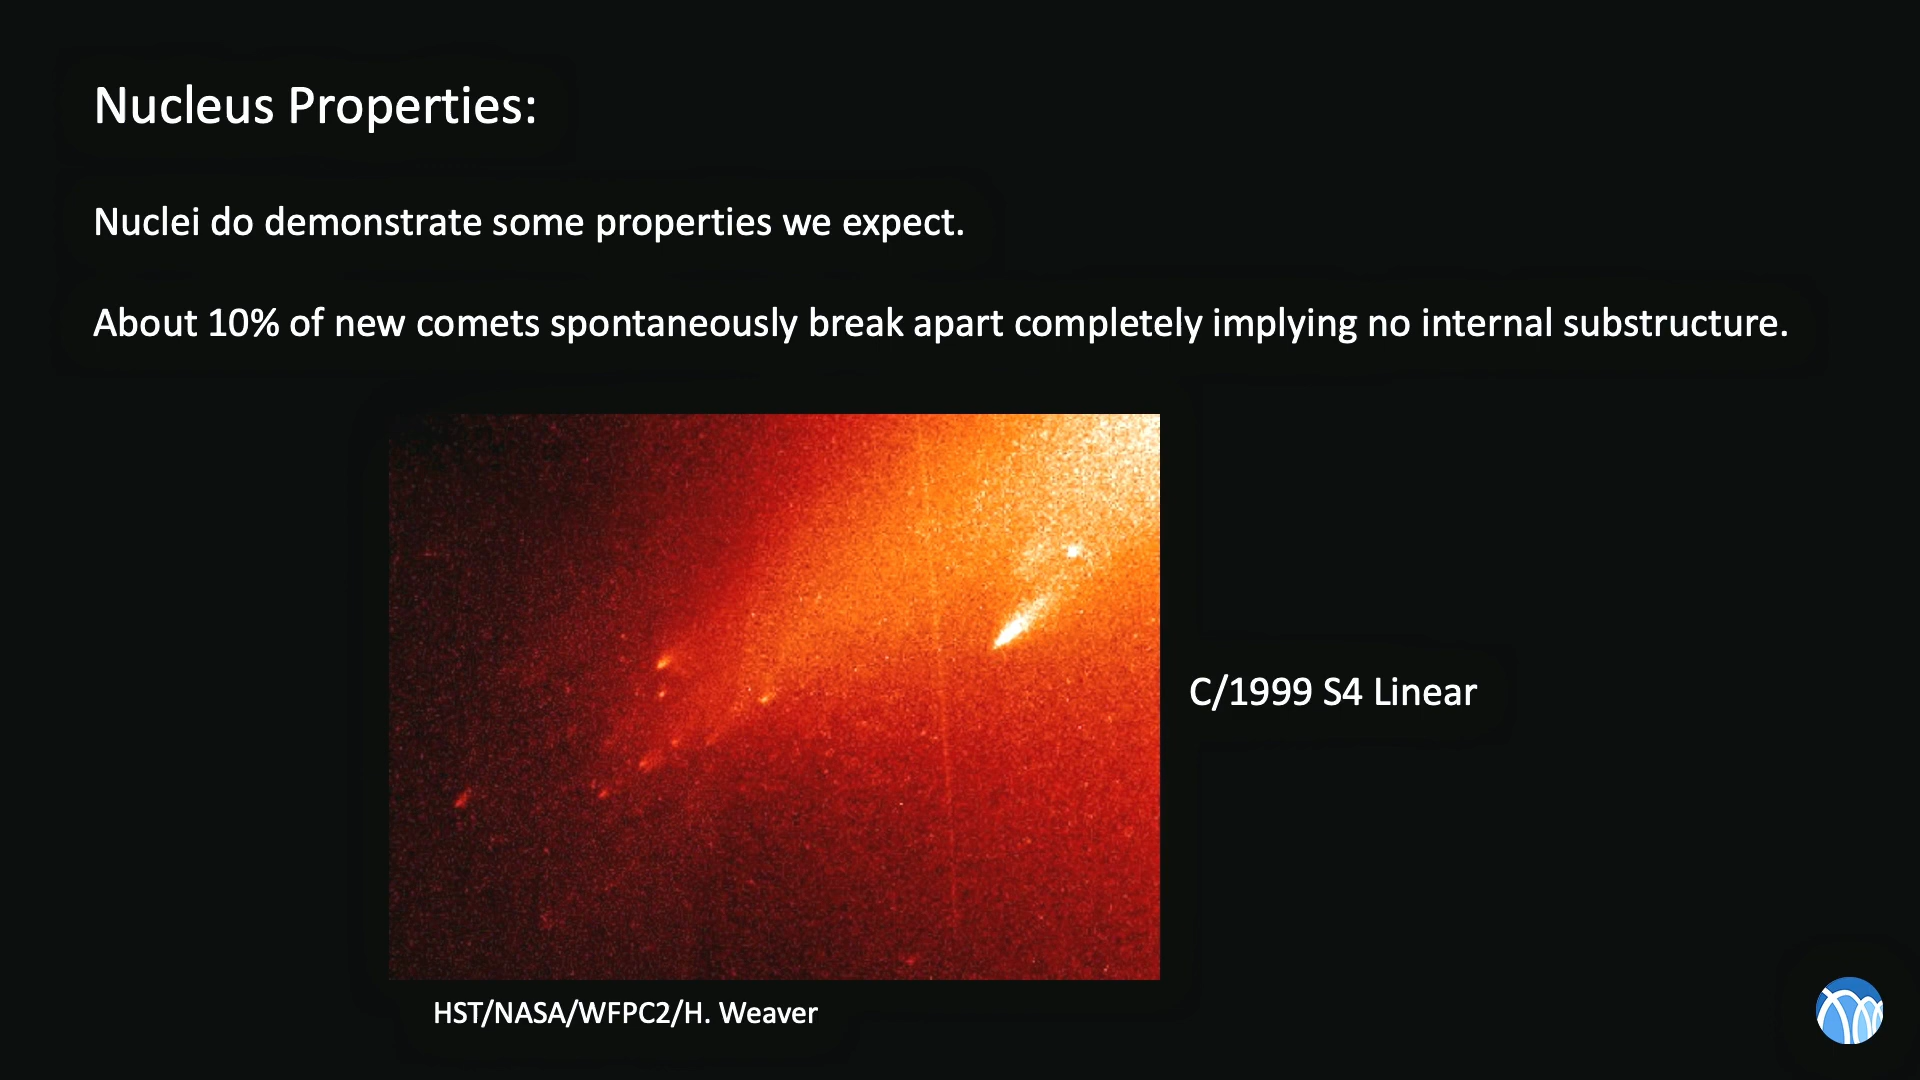 Nucleus Properties:
Nuclei do demonstrate some properties we expect.
About 10% of new comets spontaneously break apart completely implying no internal substructure.
C/1999 S4 Linear
HST/NASA/WFPC2/H. Weaver